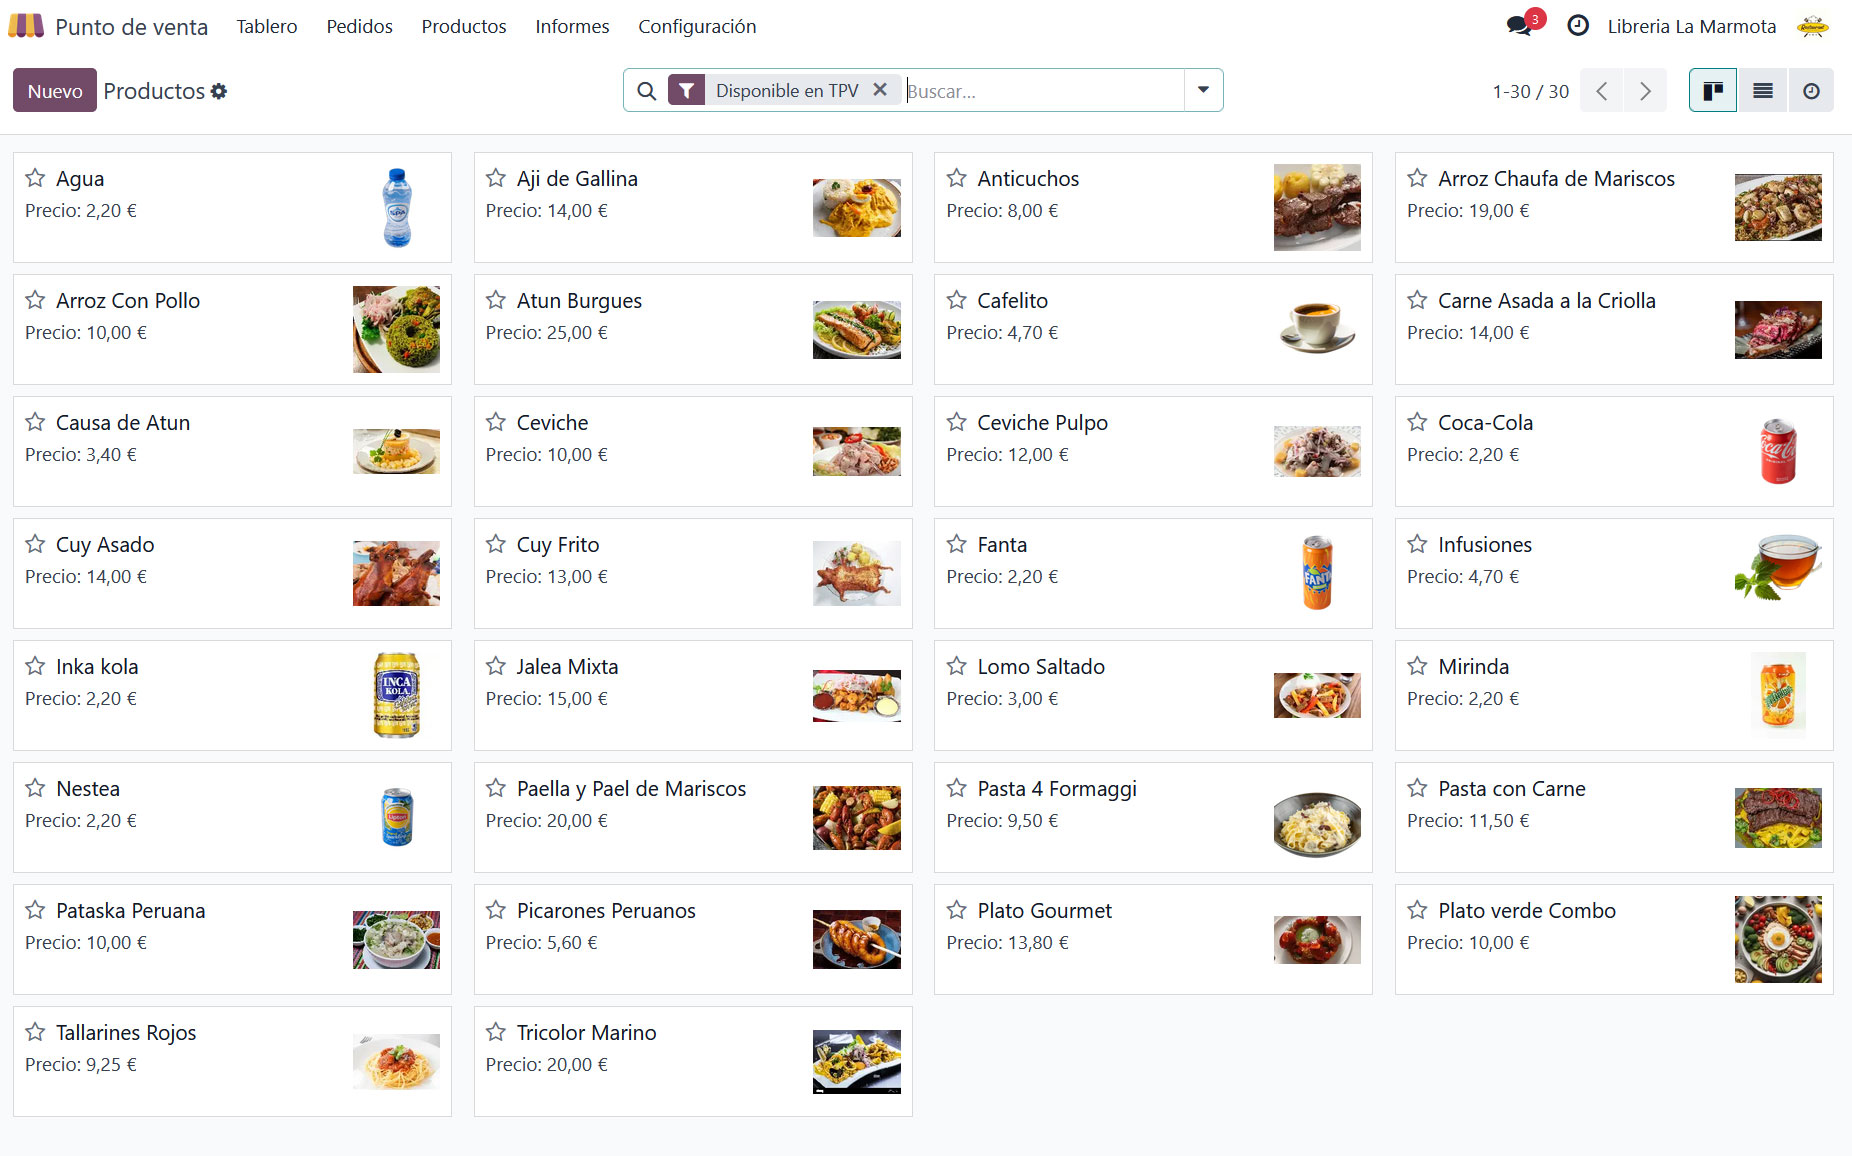 Punto de venta Tablero Pedidos Productos Informes Configuración 3 Libreria La Marmota
Nuevo Productos Disponible en TPV Buscar... 1-30 / 30
Agua
Precio: 2,20 €
Aji de Gallina
Precio: 14,00 €
Anticuchos
Precio: 8,00 €
Arroz Chaufa de Mariscos
Precio: 19,00 €
Arroz Con Pollo
Precio: 10,00 €
Atun Burgues
Precio: 25,00 €
Cafelito
Precio: 4,70 €
Carne Asada a la Criolla
Precio: 14,00 €
Causa de Atun
Precio: 3,40 €
Ceviche
Precio: 10,00 €
Ceviche Pulpo
Precio: 12,00 €
Coca-Cola
Precio: 2,20 €
Cuy Asado
Precio: 14,00 €
Cuy Frito
Precio: 13,00 €
Fanta
Precio: 2,20 €
FANTA
Infusiones
Precio: 4,70 €
Inka kola
Precio: 2,20 €
INCA
KOLA
Jalea Mixta
Precio: 15,00 €
Lomo Saltado
Precio: 3,00 €
Mirinda
Precio: 2,20 €
Nestea
Precio: 2,20 €
Lipton
Paella y Pael de Mariscos
Precio: 20,00 €
Pasta 4 Formaggi
Precio: 9,50 €
Pasta con Carne
Precio: 11,50 €
Pataska Peruana
Precio: 10,00 €
Picarones Peruanos
Precio: 5,60 €
Plato Gourmet
Precio: 13,80 €
Plato verde Combo
Precio: 10,00 €
Tallarines Rojos
Precio: 9,25 €
Tricolor Marino
Precio: 20,00 €